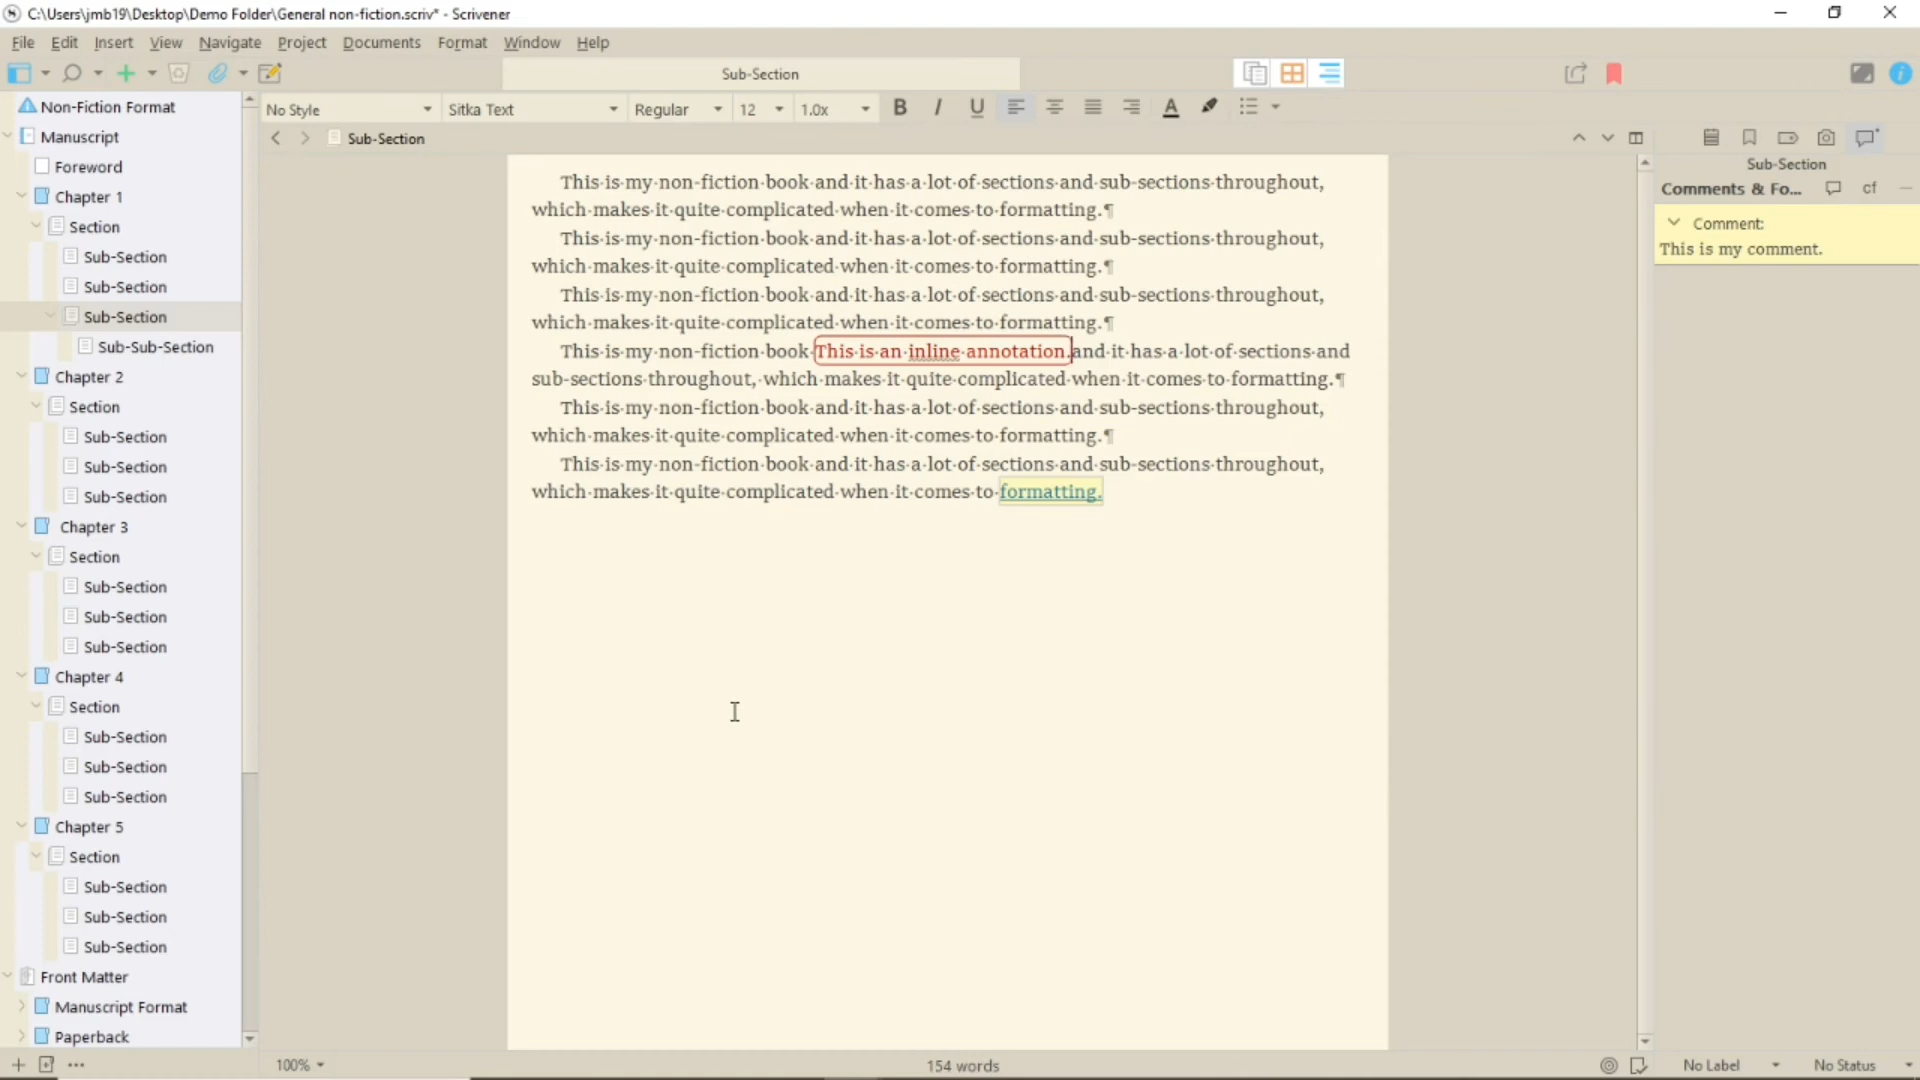 C:\Users\jmb19\Desktop\Demo Folder\General non-fiction.scriv* - Scrivener
File Edit Insert View Navigate Project Documents Format Window Help
Sub-Section
No Style Sitka Text Regular 12 1.0x B I U A
Sub-Section
Non-Fiction Format
Manuscript
Foreword
Chapter 1
Section
Sub-Section
Sub-Section
Sub-Section
Sub-Sub-Section
Chapter 2
Section
Sub-Section
Sub-Section
Sub-Section
Chapter 3
Section
Sub-Section
Sub-Section
Sub-Section
Chapter 4
Section
Sub-Section
Sub-Section
Sub-Section
Chapter 5
Section
Sub-Section
Sub-Section
Sub-Section
Front Matter
Manuscript Format
Paperback
This·is·my·non-fiction·book·and·it·has·a·lot·of·sections·and·sub-sections·throughout,
which·makes·it·quite·complicated·when·it·comes·to·formatting.¶
This·is·my·non-fiction·book·and·it·has·a·lot·of·sections·and·sub-sections·throughout,
which·makes·it·quite·complicated·when·it·comes·to·formatting.¶
This·is·my·non-fiction·book·and·it·has·a·lot·of·sections·and·sub-sections·throughout,
which·makes·it·quite·complicated·when·it·comes·to·formatting.¶
This·is·my·non-fiction·book·This·is·an·inline·annotation.and·it·has·a·lot·of·sections·and
sub-sections·throughout,·which·makes·it·quite·complicated·when·it·comes·to·formatting.¶
This·is·my·non-fiction·book·and·it·has·a·lot·of·sections·and·sub-sections·throughout,
which·makes·it·quite·complicated·when·it·comes·to·formatting.¶
This·is·my·non-fiction·book·and·it·has·a·lot·of·sections·and·sub-sections·throughout,
which·makes·it·quite·complicated·when·it·comes·to·formatting.
Sub-Section
Comments & Fo... cf
Comment:
This is my comment.
100% 154 words No Label No Status